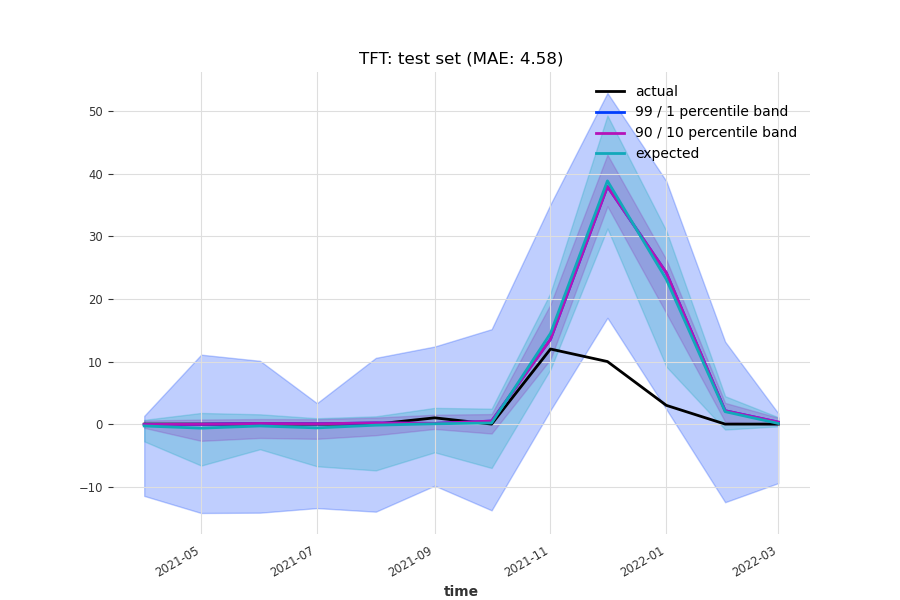 TFT: test set (MAE: 4.58)
actual
99 / 1 percentile band
90 / 10 percentile band
expected
50
40
30
20
10
0
−10
2021-05
2021-07
2021-09
2021-11
2022-01
2022-03
time